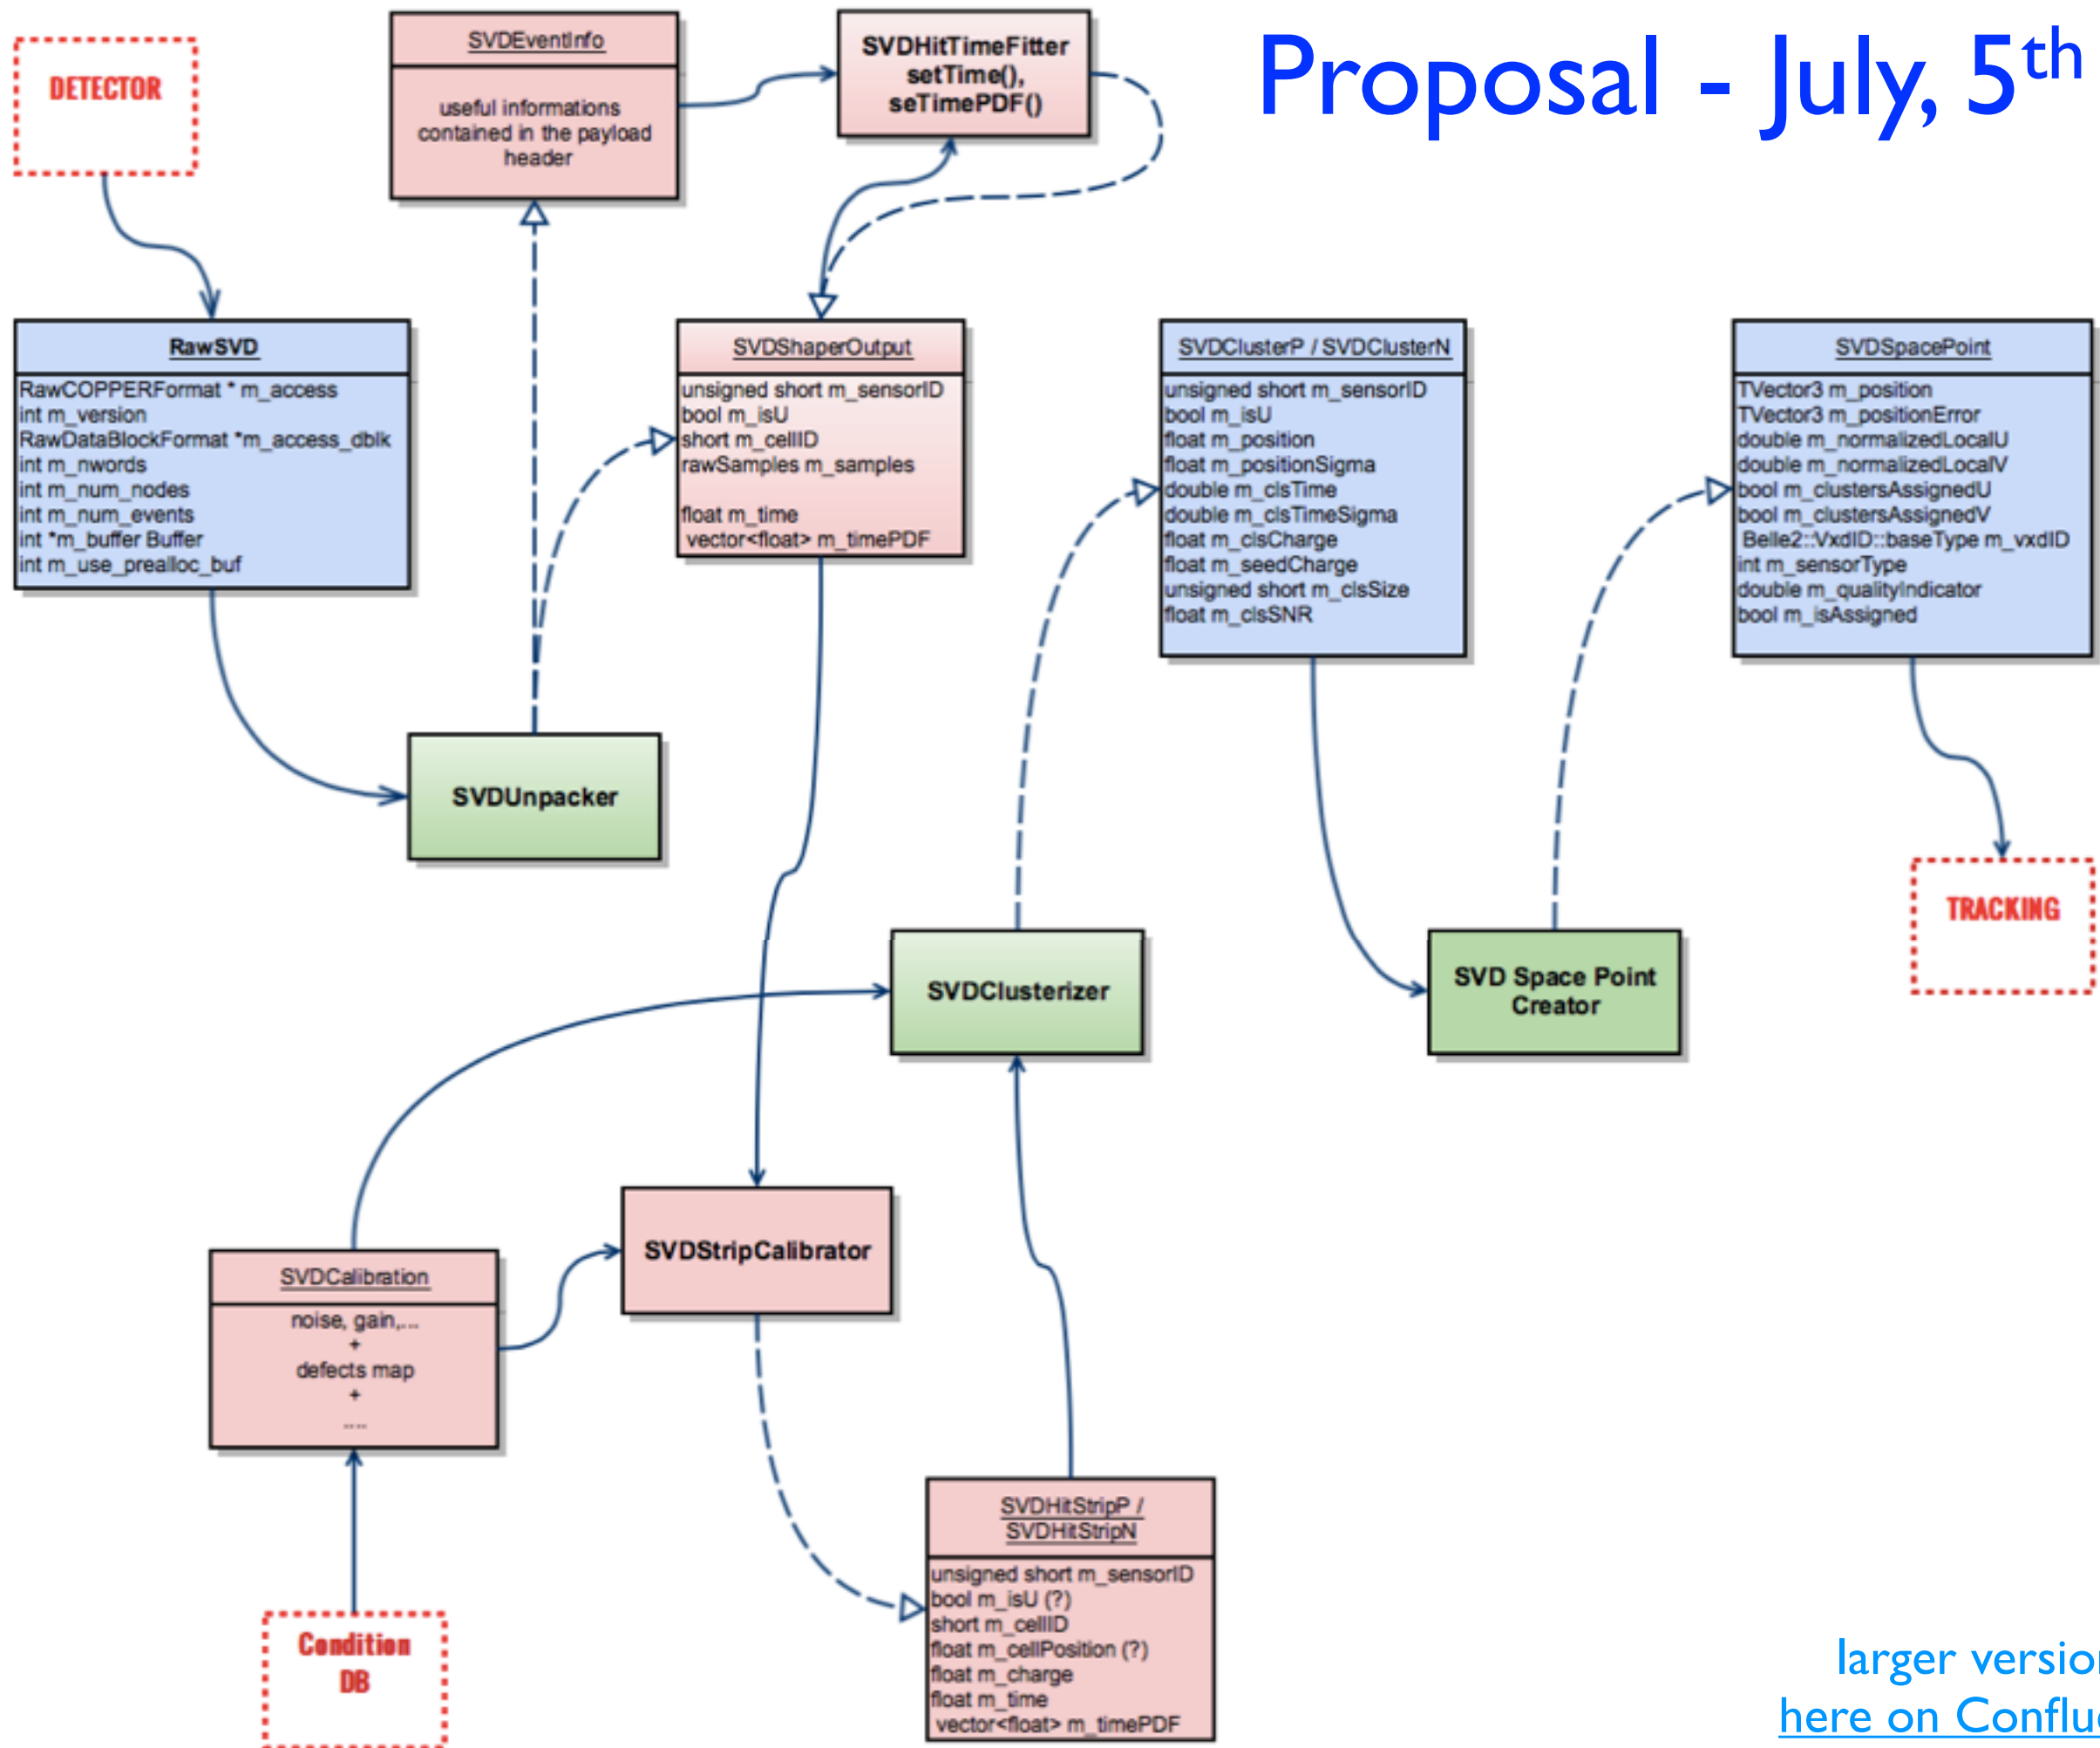 Proposal - July, 5th
DETECTOR
SVDEventInfo
useful informations
contained in the payload
header
SVDHitTimeFitter
setTime(),
seTimePDF()
RawSVD
RawCOPPERFormat * m_access
int m_version
RawDataBlockFormat *m_access_dblk
int m_nwords
int m_num_nodes
int m_num_events
int *m_buffer Buffer
int m_use_prealloc_buf
SVDShaperOutput
unsigned short m_sensorID
bool m_isU
short m_cellID
rawSamples m_samples
float m_time
vector<float> m_timePDF
SVDClusterP / SVDClusterN
unsigned short m_sensorID
bool m_isU
float m_position
float m_positionSigma
double m_clsTime
double m_clsTimeSigma
float m_clsCharge
float m_seedCharge
unsigned short m_clsSize
float m_clsSNR
SVDSpacePoint
TVector3 m_position
TVector3 m_positionError
double m_normalizedLocalU
double m_normalizedLocalV
bool m_clustersAssignedU
bool m_clustersAssignedV
Belle2::VxdID::baseType m_vxdID
int m_sensorType
double m_qualityIndicator
bool m_isAssigned
SVDUnpacker
SVDClusterizer
SVD Space Point
Creator
TRACKING
SVDStripCalibrator
SVDCalibration
noise, gain,...
+
defects map
+
....
Condition
DB
SVDHitStripP /
SVDHitStripN
unsigned short m_sensorID
bool m_isU (?)
short m_cellID
float m_cellPosition (?)
float m_charge
float m_time
vector<float> m_timePDF
larger version
here on Conflue